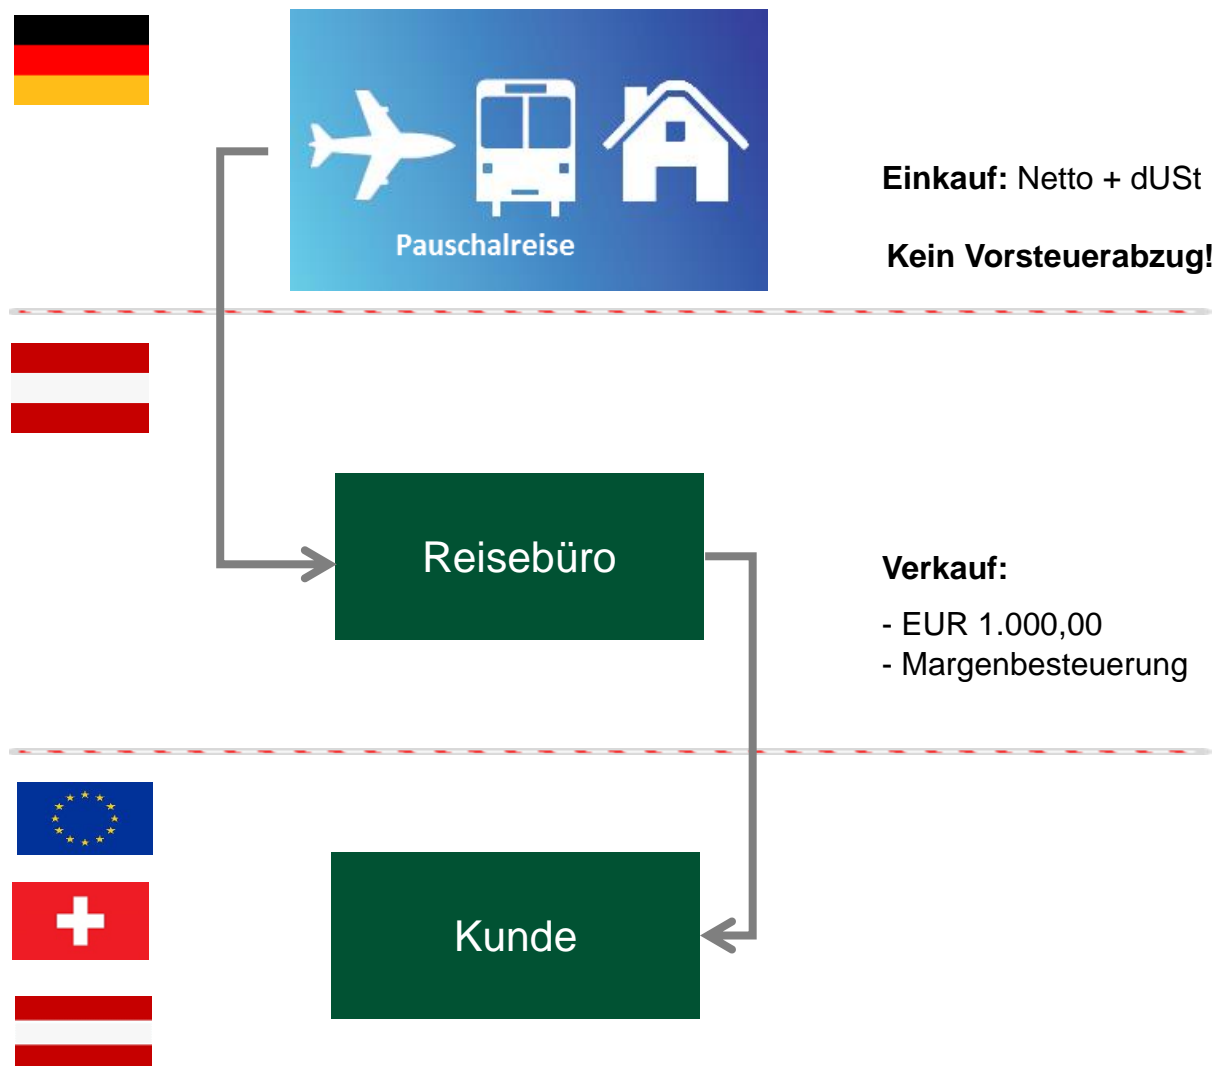 Pauschalreise
Einkauf: Netto + dUSt
Kein Vorsteuerabzug!
Reisebüro
Verkauf:
- EUR 1.000,00
- Margenbesteuerung
Kunde